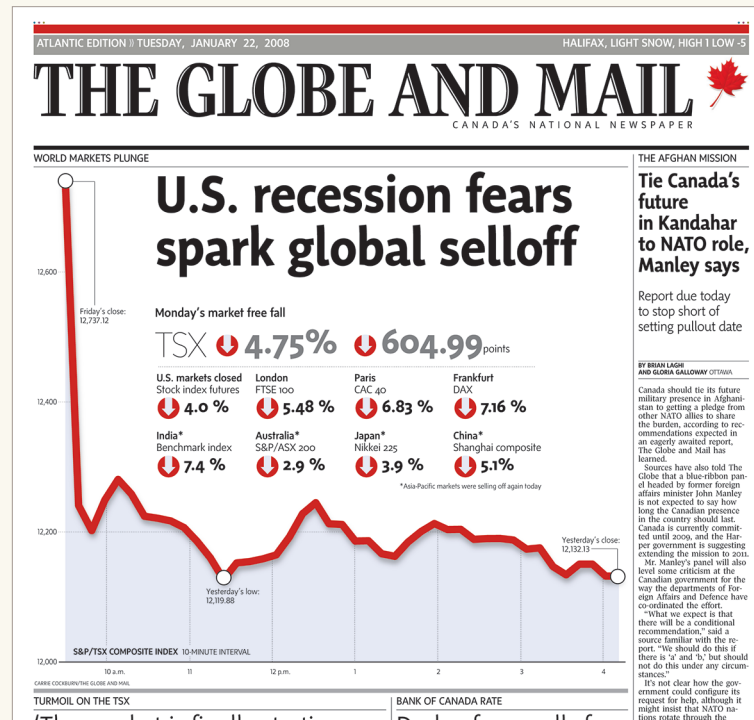 ATLANTIC EDITION » TUESDAY, JANUARY 22, 2008
HALIFAX, LIGHT SNOW, HIGH 1 LOW -5
THE GLOBE AND MAIL
CANADA'S NATIONAL NEWSPAPER
WORLD MARKETS PLUNGE
U.S. recession fears
spark global selloff
12,600
12,400
12,200
12,000
Friday's close:
12,737.12
Monday's market free fall
TSX 4.75% 604.99 points
U.S. markets closed
Stock index futures
4.0 %
London
FTSE 100
5.48 %
Paris
CAC 40
6.83 %
Frankfurt
DAX
7.16 %
India*
Benchmark index
7.4 %
Australia*
S&P/ASX 200
2.9 %
Japan*
Nikkei 225
3.9 %
China*
Shanghai composite
5.1%
*Asia-Pacific markets were selling off again today
Yesterday's close:
12,132.13
Yesterday's low:
12,119.88
S&P/TSX COMPOSITE INDEX 10-MINUTE INTERVAL
10 a.m.
11
12 p.m.
1
2
3
4
CARRIE COCKBURN/THE GLOBE AND MAIL
TURMOIL ON THE TSX
BANK OF CANADA RATE
THE AFGHAN MISSION
Tie Canada's
future
in Kandahar
to NATO role,
Manley says
Report due today
to stop short of
setting pullout date
BY BRIAN LAGHI
AND GLORIA GALLOWAY OTTAWA
Canada should tie its future
military presence in Afghani-
stan to getting a pledge from
other NATO allies to share
the burden, according to rec-
ommendations expected in
an eagerly awaited report,
The Globe and Mail has
learned.
Sources have also told The
Globe that a blue-ribbon pan-
el headed by former foreign
affairs minister John Manley
is not expected to say how
long the Canadian presence
in the country should last.
Canada is currently commit-
ted until 2009, and the Har-
per government is suggesting
extending the mission to 2011.
Mr. Manley's panel will also
level some criticism at the
Canadian government for the
way the departments of For-
eign Affairs and Defence have
co-ordinated the effort.
"What we expect is that
there will be a conditional
recommendation," said a
source familiar with the re-
port. "We should do this if
there is 'a' and 'b,' but should
not do this under any circum-
stances."
It's not clear how the gov-
ernment could configure its
request for help, although it
might insist that NATO na-
tions rotate through the